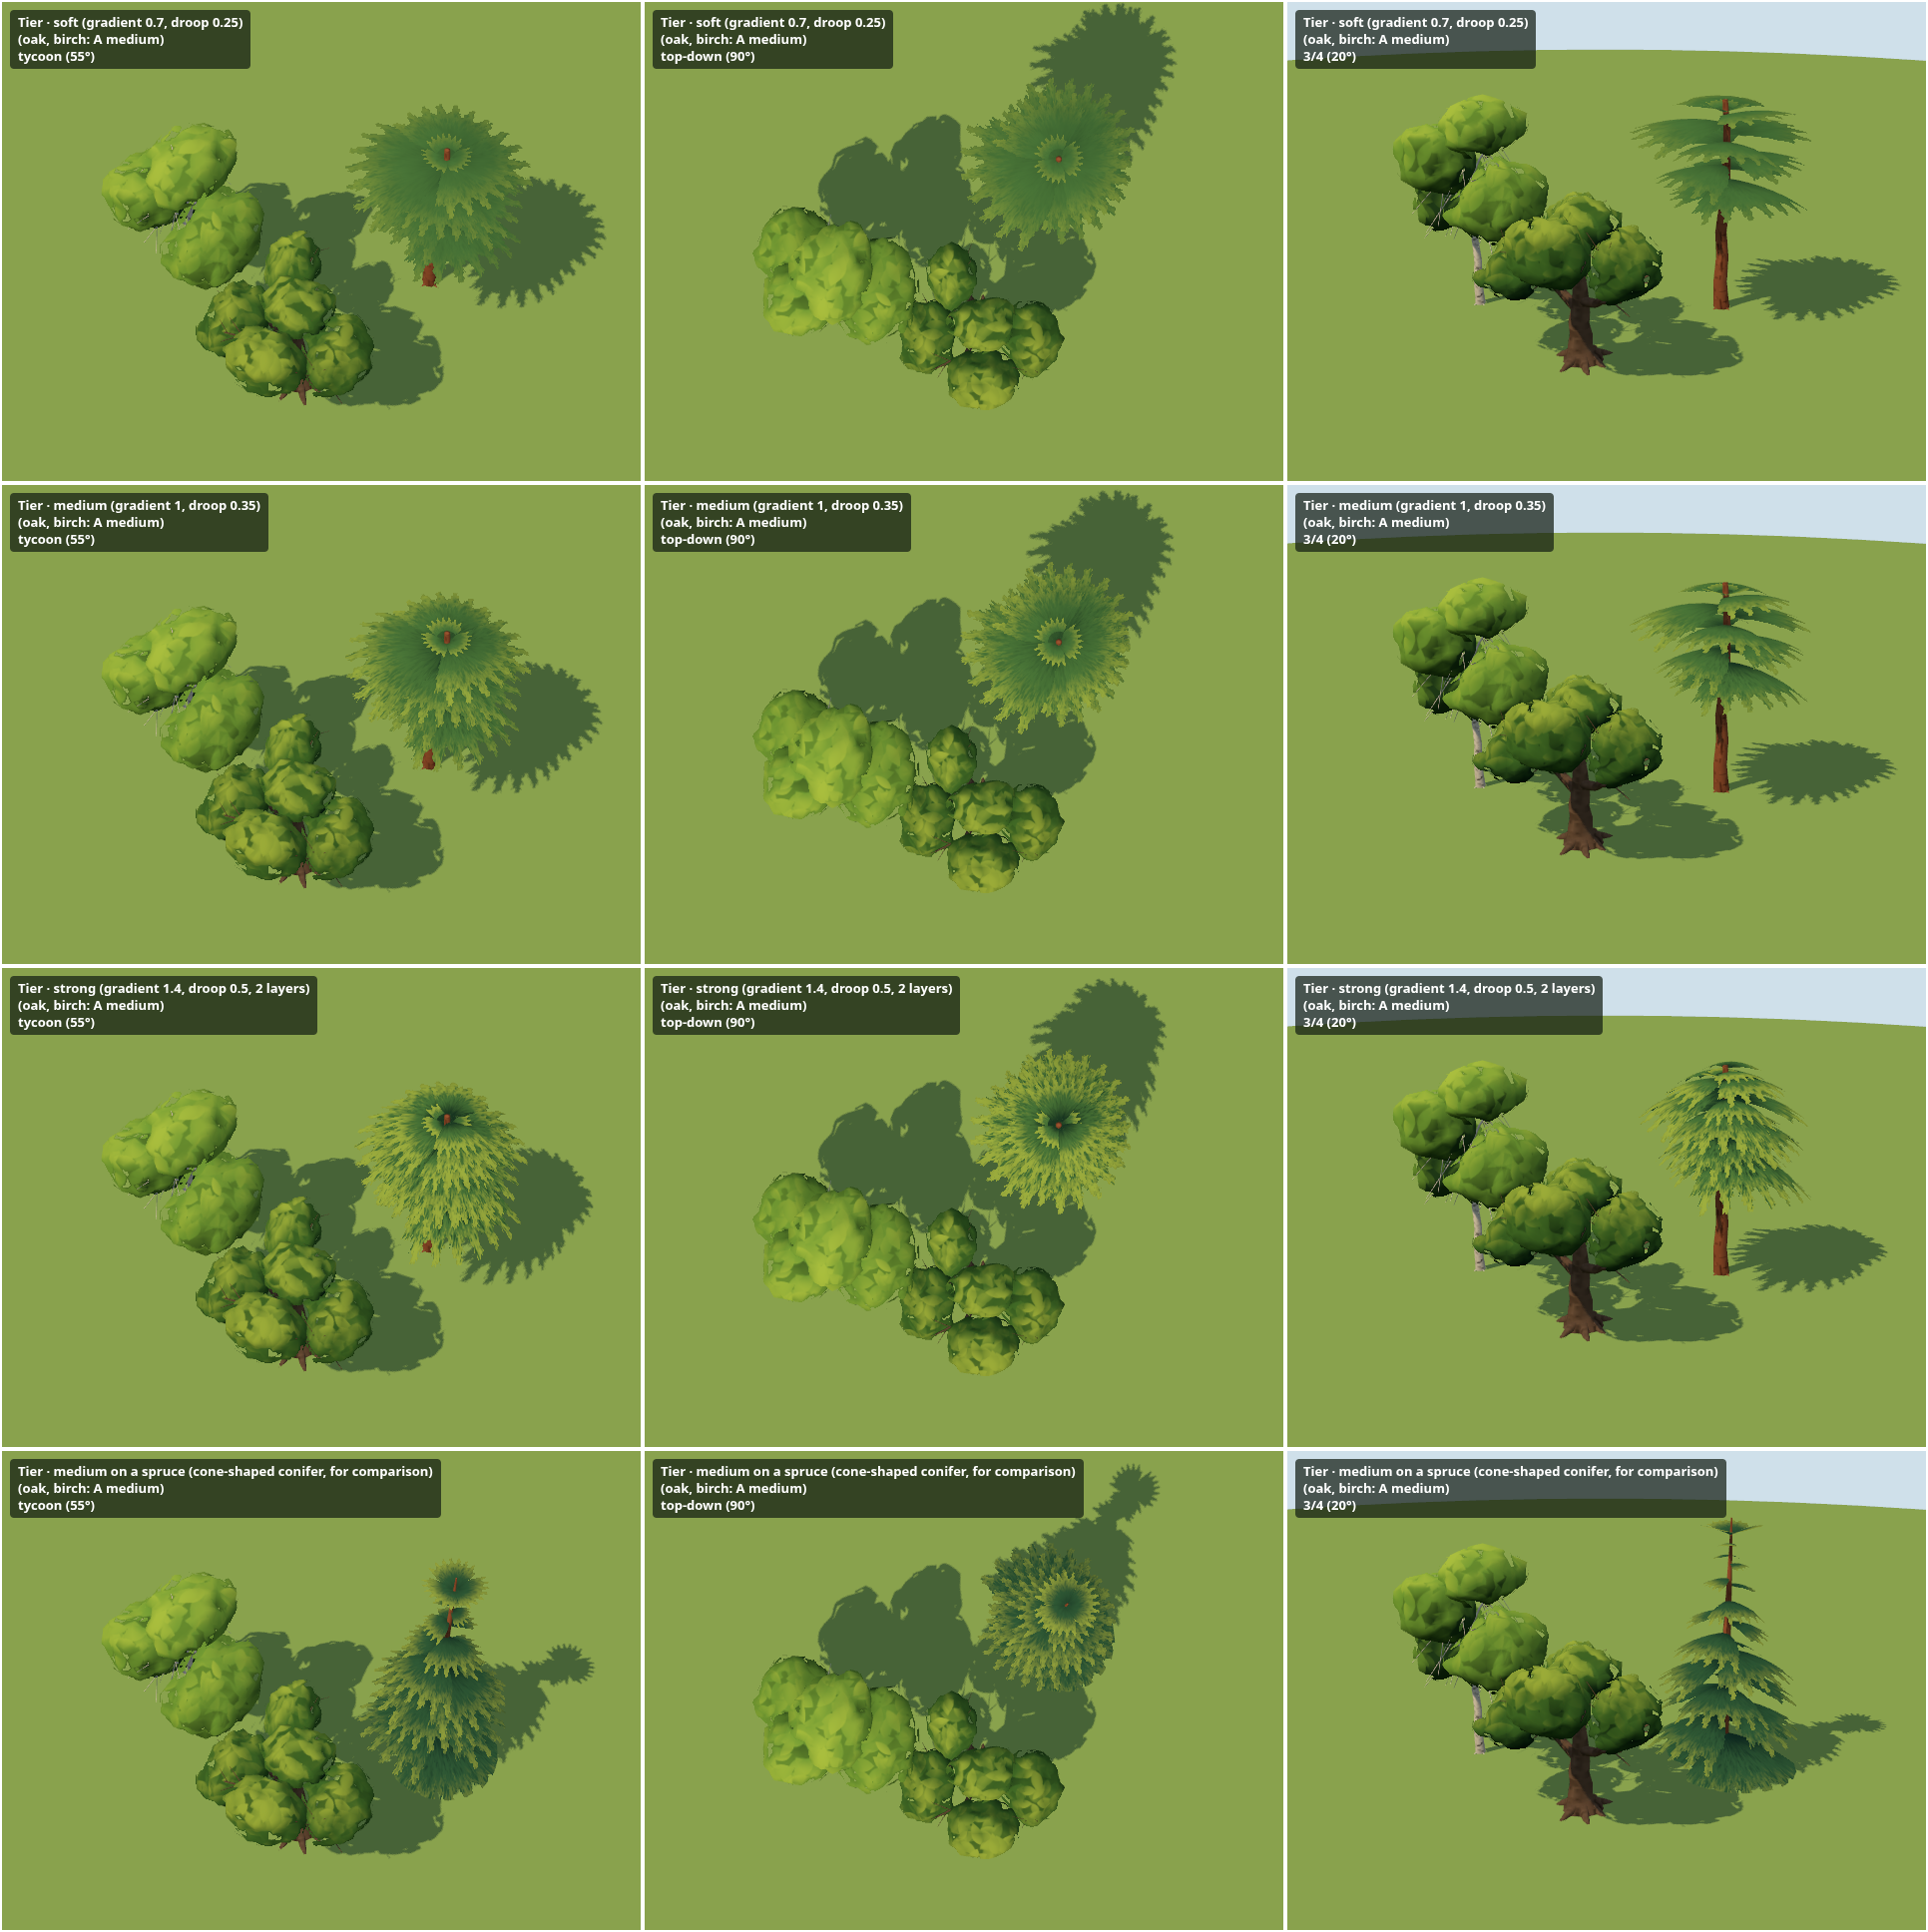 Tier · soft (gradient 0.7, droop 0.25)
(oak, birch: A medium)
tycoon (55°)
Tier · soft (gradient 0.7, droop 0.25)
(oak, birch: A medium)
top-down (90°)
Tier · soft (gradient 0.7, droop 0.25)
(oak, birch: A medium)
3/4 (20°)
Tier · medium (gradient 1, droop 0.35)
(oak, birch: A medium)
tycoon (55°)
Tier · medium (gradient 1, droop 0.35)
(oak, birch: A medium)
top-down (90°)
Tier · medium (gradient 1, droop 0.35)
(oak, birch: A medium)
3/4 (20°)
Tier · strong (gradient 1.4, droop 0.5, 2 layers)
(oak, birch: A medium)
tycoon (55°)
Tier · strong (gradient 1.4, droop 0.5, 2 layers)
(oak, birch: A medium)
top-down (90°)
Tier · strong (gradient 1.4, droop 0.5, 2 layers)
(oak, birch: A medium)
3/4 (20°)
Tier · medium on a spruce (cone-shaped conifer, for comparison)
(oak, birch: A medium)
tycoon (55°)
Tier · medium on a spruce (cone-shaped conifer, for comparison)
(oak, birch: A medium)
top-down (90°)
Tier · medium on a spruce (cone-shaped conifer, for comparison)
(oak, birch: A medium)
3/4 (20°)